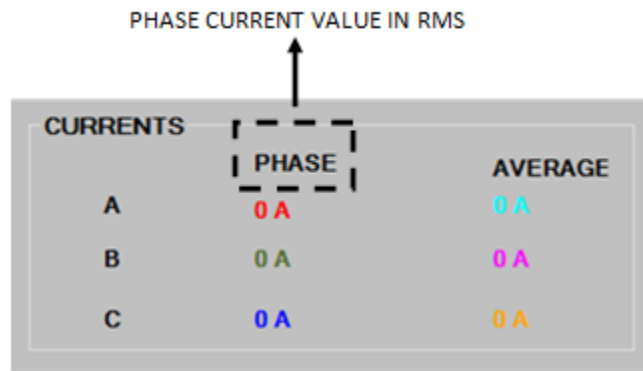 PHASE CURRENT VALUE IN RMS
CURRENTS
PHASE AVERAGE
A 0 A 0 A
B 0 A 0 A
C 0 A 0 A